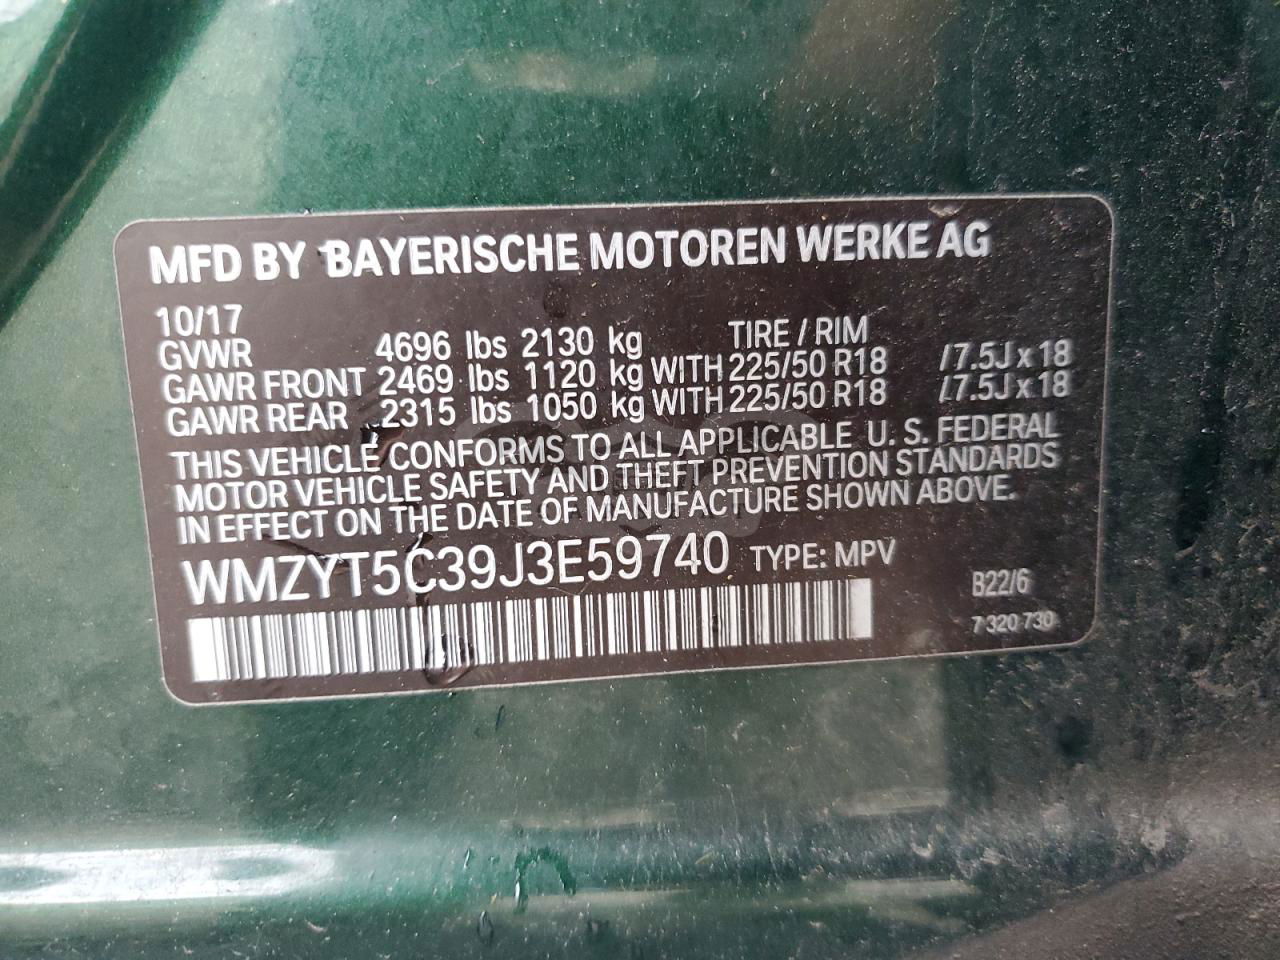 MFD BY BAYERISCHE MOTOREN WERKE AG
10/17
GVWR 4696 lbs 2130 kg TIRE / RIM
GAWR FRONT 2469 lbs 1120 kg WITH 225/50 R18 /7.5J x 18
GAWR REAR 2315 lbs 1050 kg WITH 225/50 R18 /7.5J x 18
THIS VEHICLE CONFORMS TO ALL APPLICABLE U. S. FEDERAL
MOTOR VEHICLE SAFETY AND THEFT PREVENTION STANDARDS
IN EFFECT ON THE DATE OF MANUFACTURE SHOWN ABOVE.
WMZYT5C39J3E59740 TYPE: MPV
B22/6
7 320 730